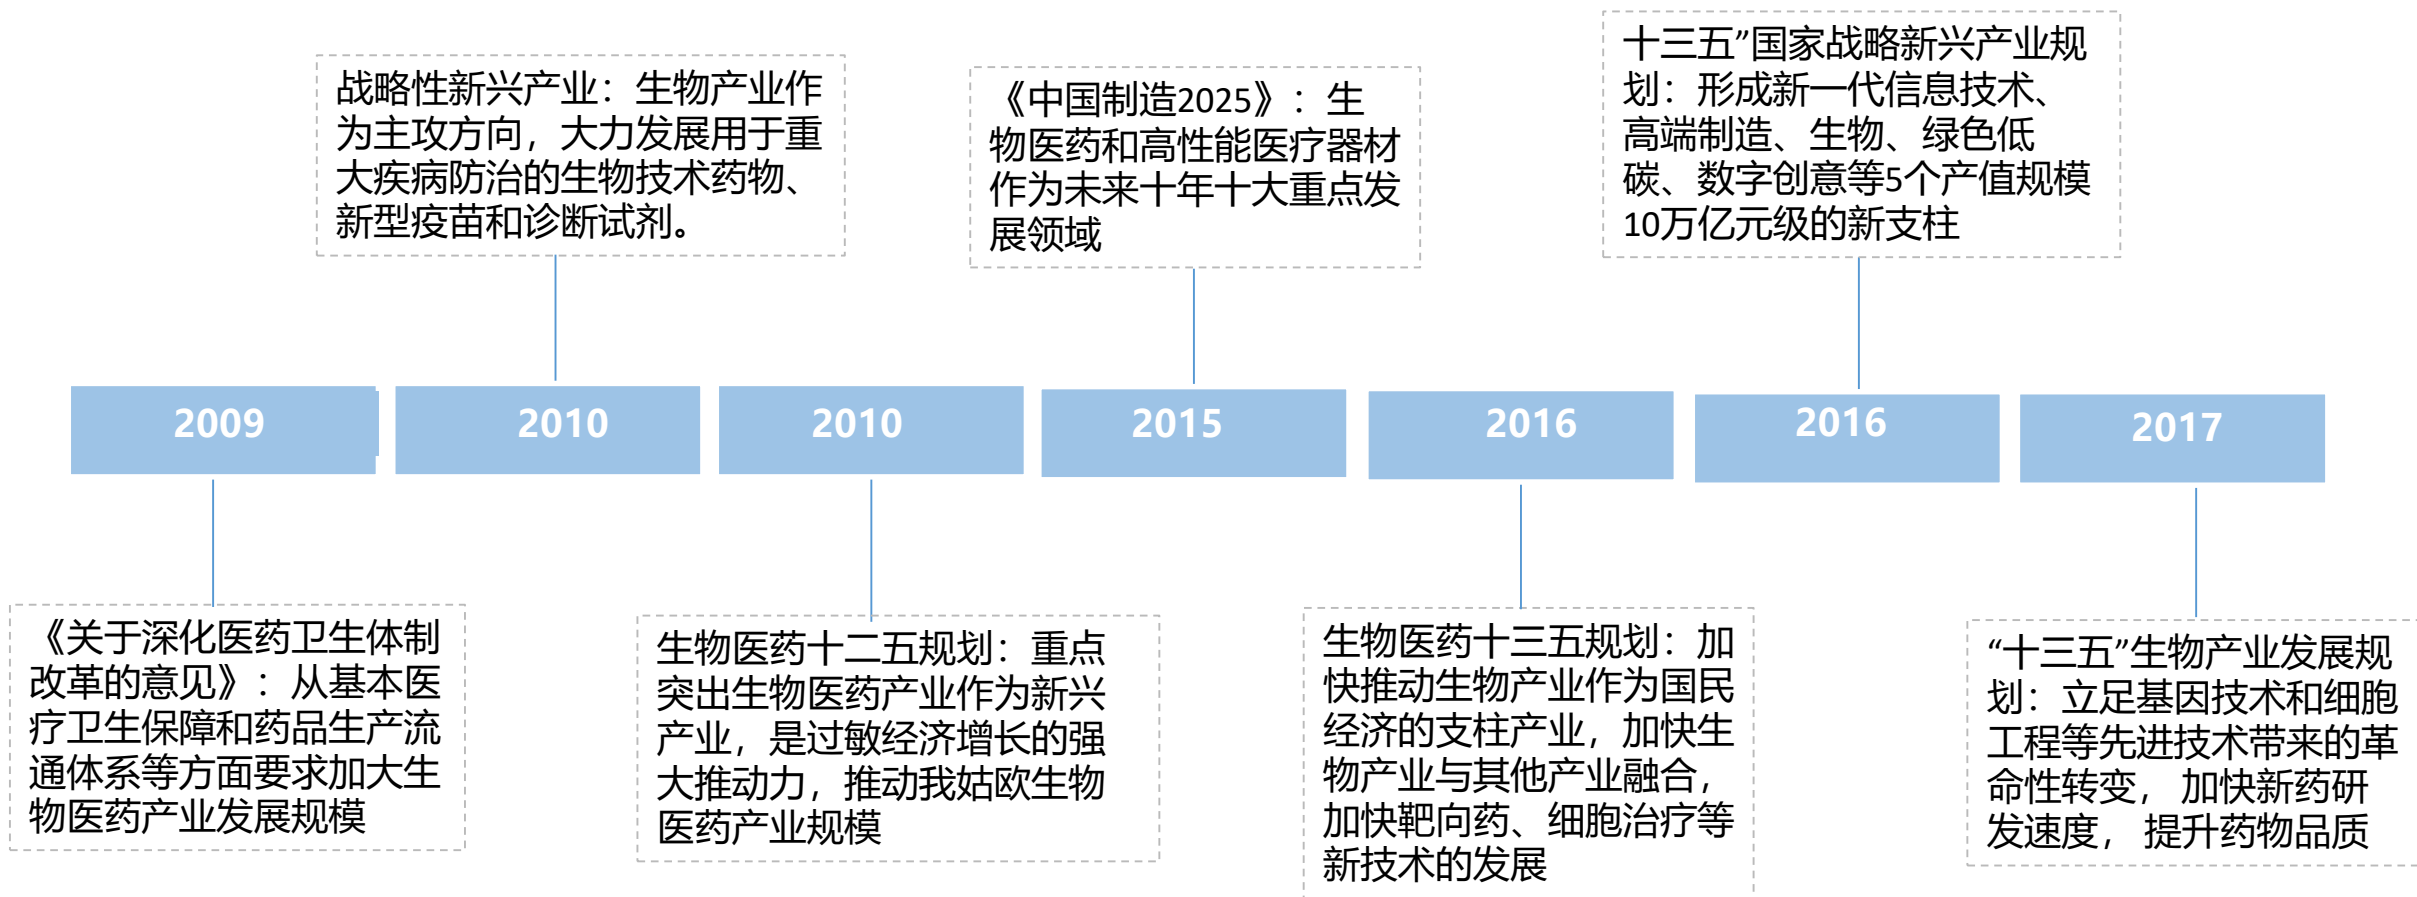 战略性新兴产业：生物产业作
为主攻方向，大力发展用于重
大疾病防治的生物技术药物、
新型疫苗和诊断试剂。
《中国制造2025》：生
物医药和高性能医疗器材
作为未来十年十大重点发
展领域
十三五”国家战略新兴产业规
划：形成新一代信息技术、
高端制造、生物、绿色低
碳、数字创意等5个产值规模
10万亿元级的新支柱
2009
2010
2010
2015
2016
2016
2017
《关于深化医药卫生体制
改革的意见》：从基本医
疗卫生保障和药品生产流
通体系等方面要求加大生
物医药产业发展规模
生物医药十二五规划：重点
突出生物医药产业作为新兴
产业，是过敏经济增长的强
大推动力，推动我姑欧生物
医药产业规模
生物医药十三五规划：加
快推动生物产业作为国民
经济的支柱产业，加快生
物产业与其他产业融合，
加快靶向药、细胞治疗等
新技术的发展
“十三五”生物产业发展规
划：立足基因技术和细胞
工程等先进技术带来的革
命性转变， 加快新药研
发速度， 提升药物品质